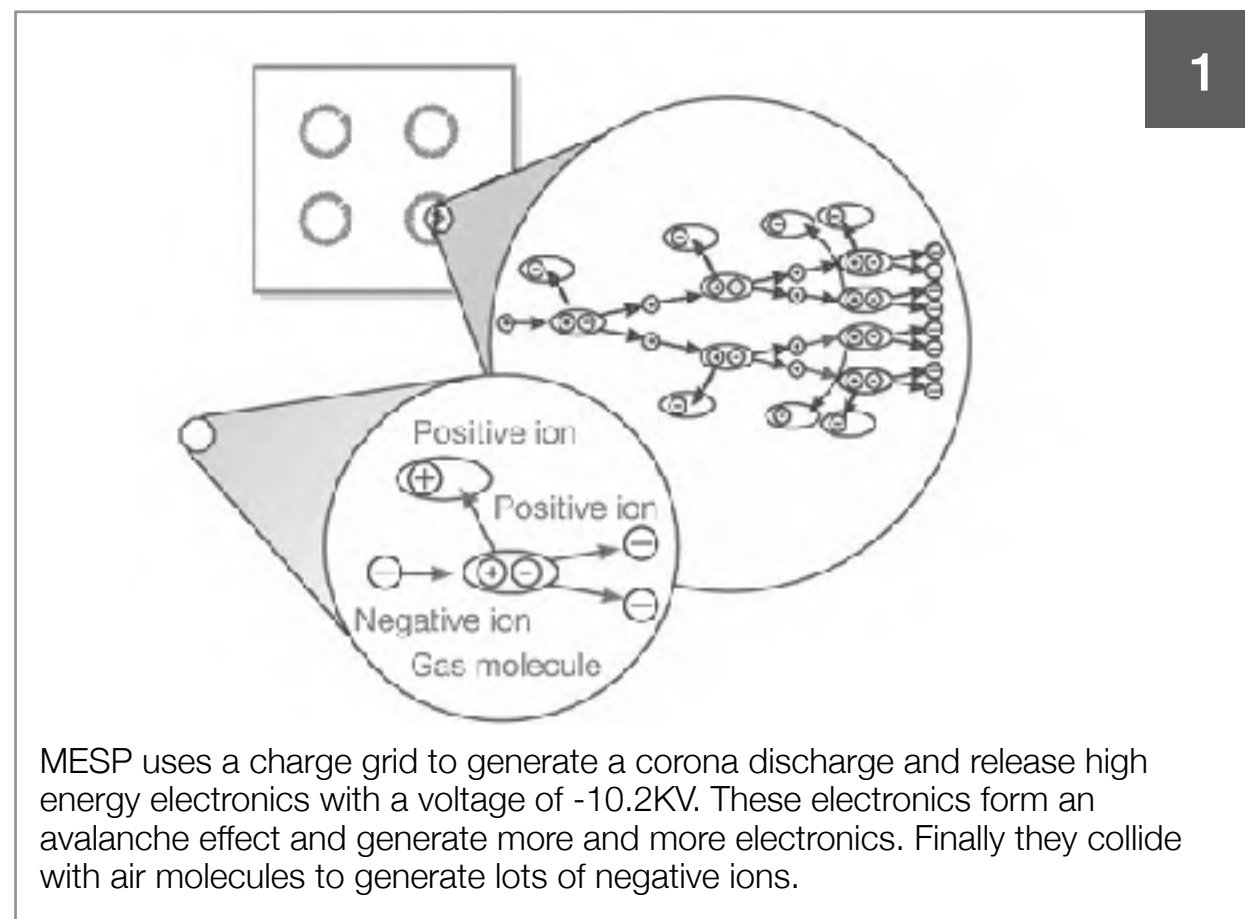 1
Positive ion
Positive ion
Negative ion
Gas molecule
MESP uses a charge grid to generate a corona discharge and release high
energy electronics with a voltage of -10.2KV. These electronics form an
avalanche effect and generate more and more electronics. Finally they collide
with air molecules to generate lots of negative ions.